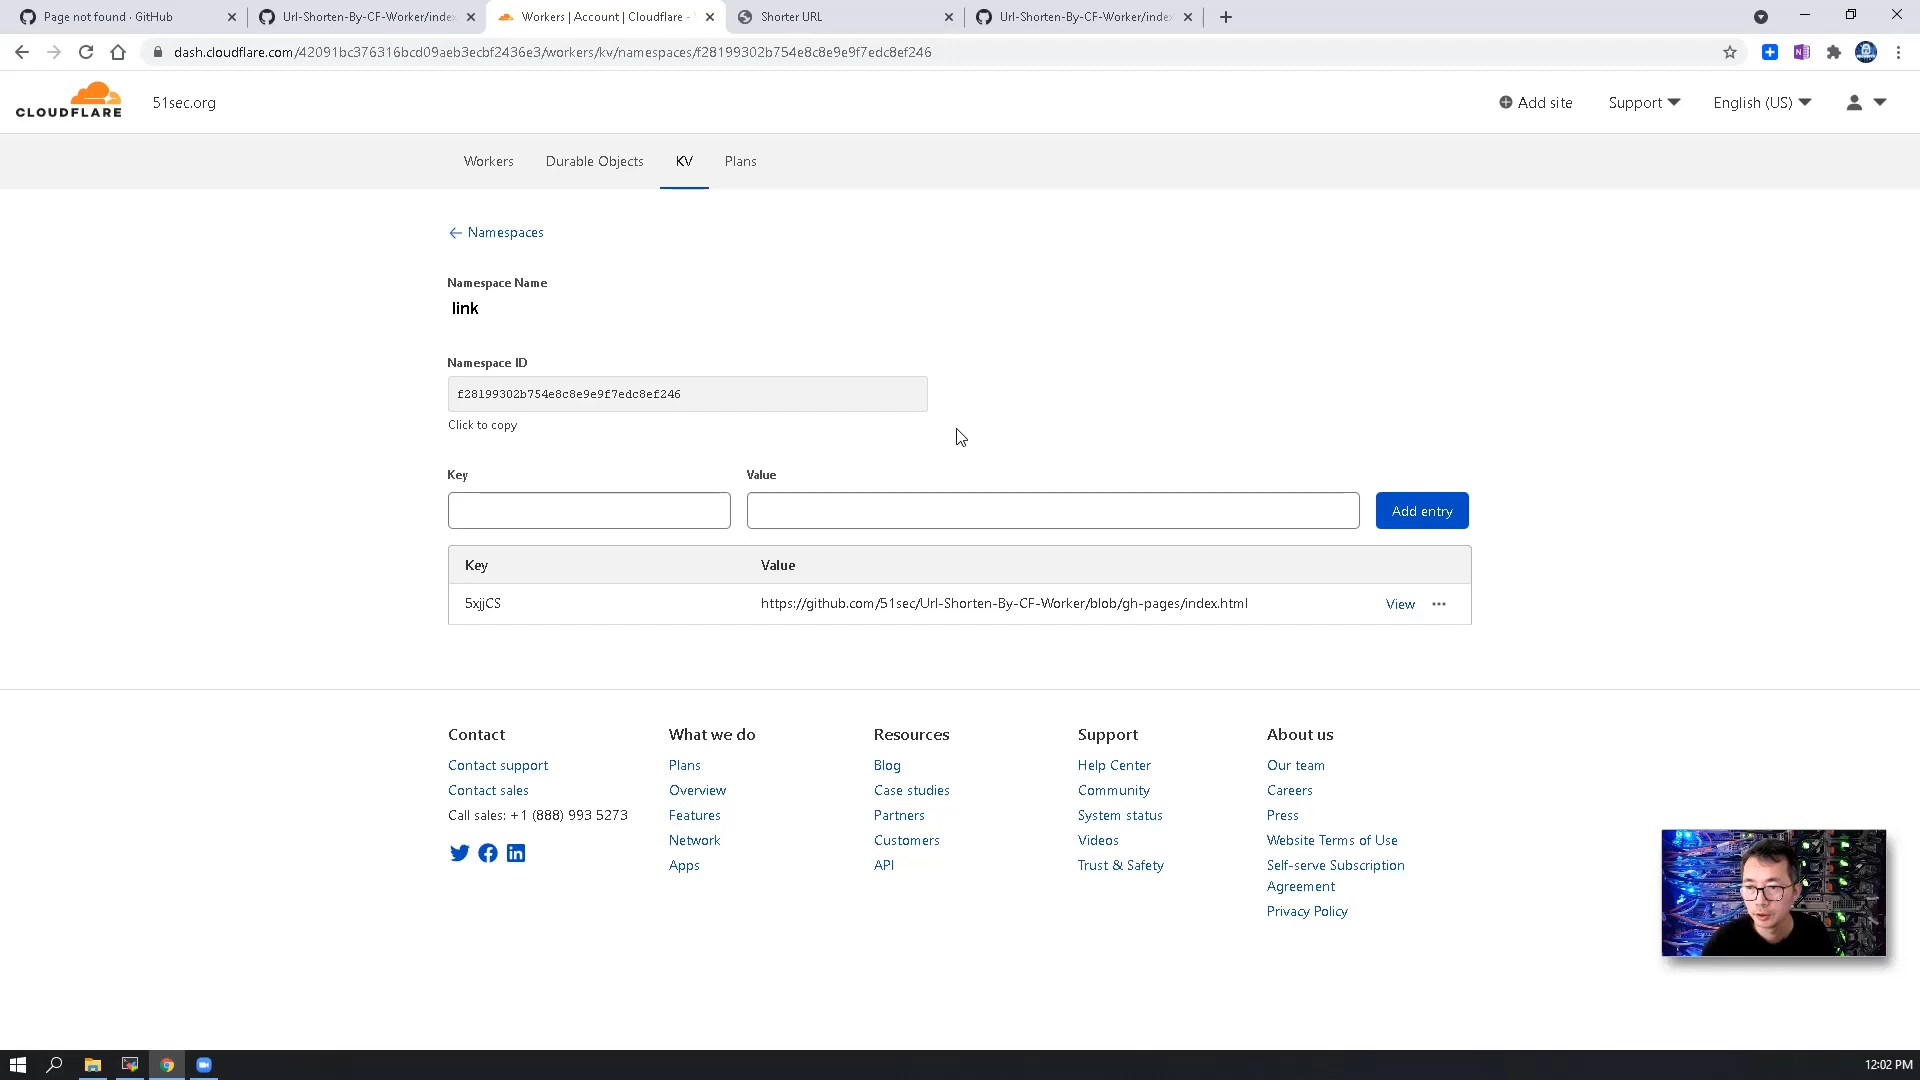 Page not found · GitHub
Url-Shorten-By-CF-Worker/index
Workers | Account | Cloudflare -
Shorter URL
Url-Shorten-By-CF-Worker/index
dash.cloudflare.com/42091bc376316bcd09aeb3ecbf2436e3/workers/kv/namespaces/f28199302b754e8c8e9e9f7edc8ef246
CLOUDFLARE
51sec.org
Add site
Support
English (US)
Workers
Durable Objects
KV
Plans
← Namespaces
Namespace Name
link
Namespace ID
f28199302b754e8c8e9e9f7edc8ef246
Click to copy
Key
Value
Add entry
Key
Value
5xjjCS
https://github.com/51sec/Url-Shorten-By-CF-Worker/blob/gh-pages/index.html
View
Contact
Contact support
Contact sales
Call sales: +1 (888) 993 5273
What we do
Plans
Overview
Features
Network
Apps
Resources
Blog
Case studies
Partners
Customers
API
Support
Help Center
Community
System status
Videos
Trust & Safety
About us
Our team
Careers
Press
Website Terms of Use
Self-serve Subscription
Agreement
Privacy Policy
12:02 PM